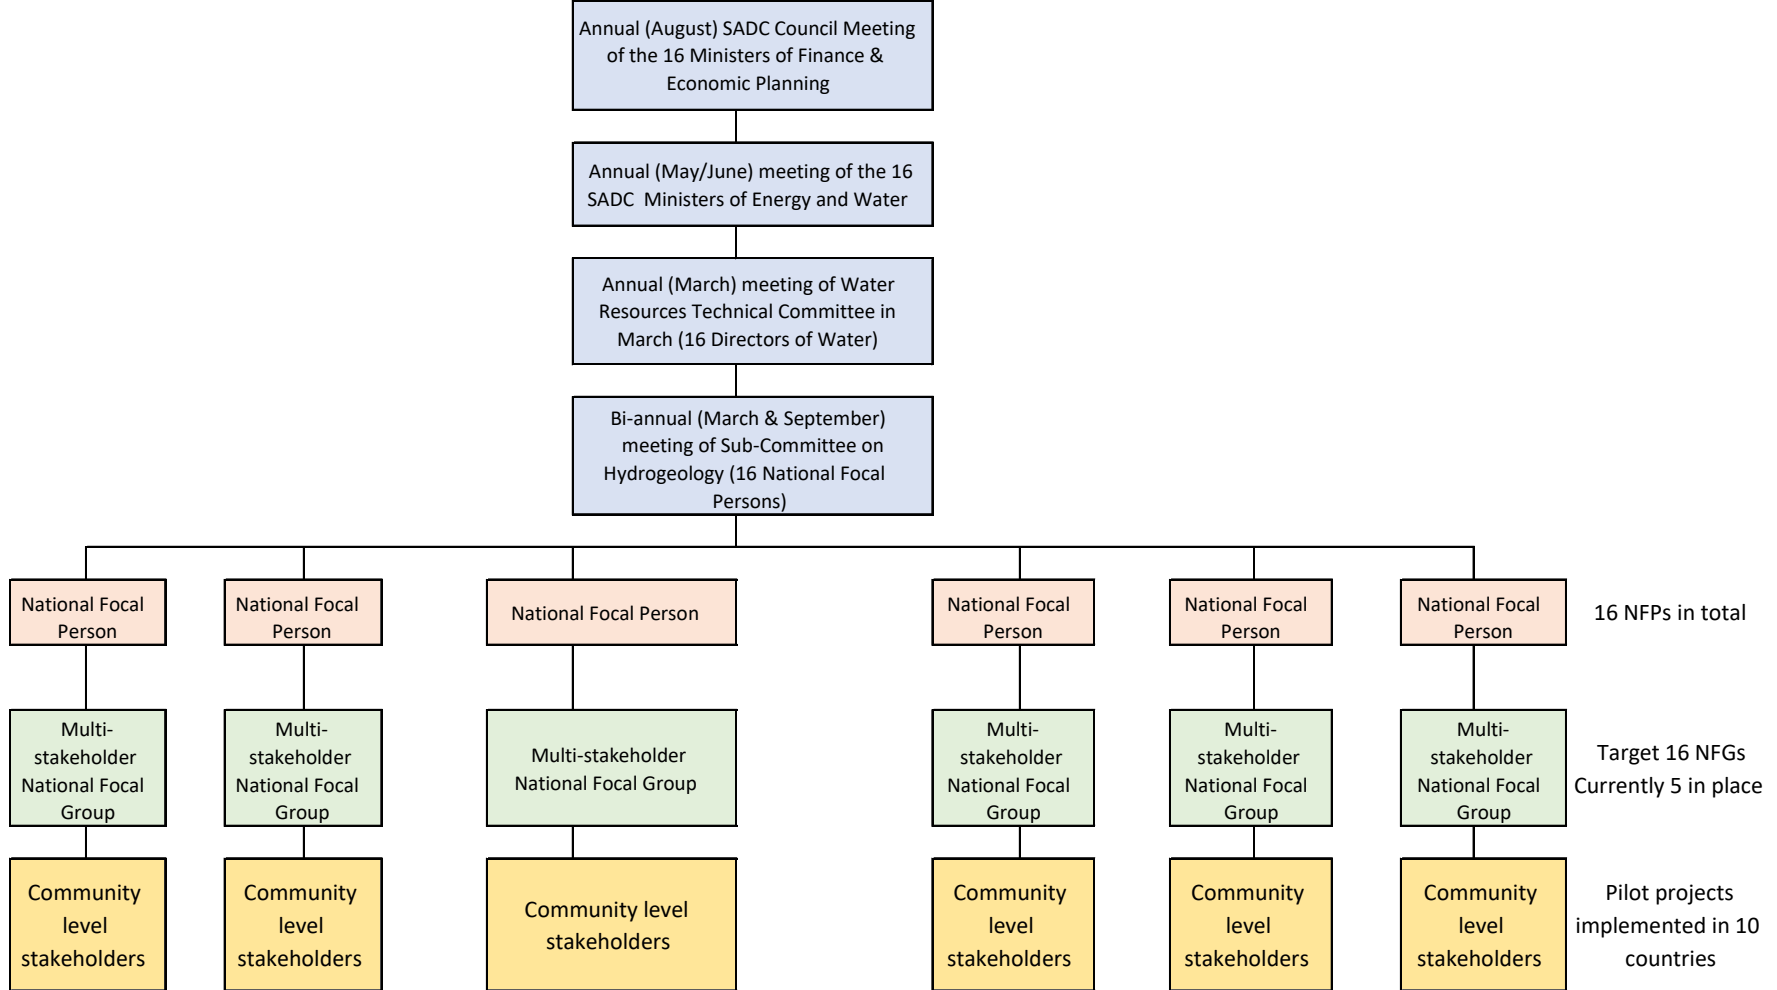 Annual (August) SADC Council Meeting
of the 16 Ministers of Finance &
Economic Planning
Annual (May/June) meeting of the 16
SADC  Ministers of Energy and Water
Annual (March) meeting of Water
Resources Technical Committee in
March (16 Directors of Water)
Bi-annual (March & September)
meeting of Sub-Committee on
Hydrogeology (16 National Focal
Persons)
National Focal
Person
National Focal
Person
National Focal Person
National Focal
Person
National Focal
Person
National Focal
Person
16 NFPs in total
Multi-
stakeholder
National Focal
Group
Multi-
stakeholder
National Focal
Group
Multi-stakeholder
National Focal Group
Multi-
stakeholder
National Focal
Group
Multi-
stakeholder
National Focal
Group
Multi-
stakeholder
National Focal
Group
Target 16 NFGs
Currently 5 in place
Community
level
stakeholders
Community
level
stakeholders
Community level
stakeholders
Community
level
stakeholders
Community
level
stakeholders
Community
level
stakeholders
Pilot projects
implemented in 10
countries